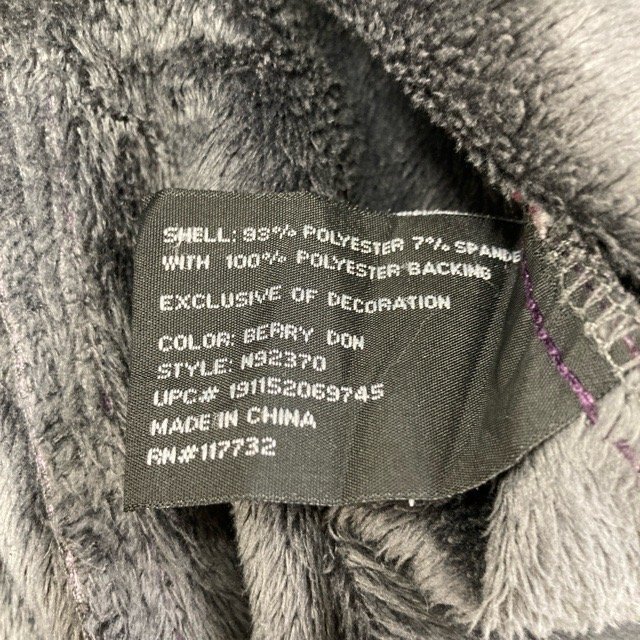 SHELL: 93% POLYESTER 7% SPANDE
WITH 100% POLYESTER BACKING
EXCLUSIVE OF DECORATION
COLOR: BERRY DON
STYLE: N92370
UPC# 191152069745
MADE IN CHINA
RN#117732